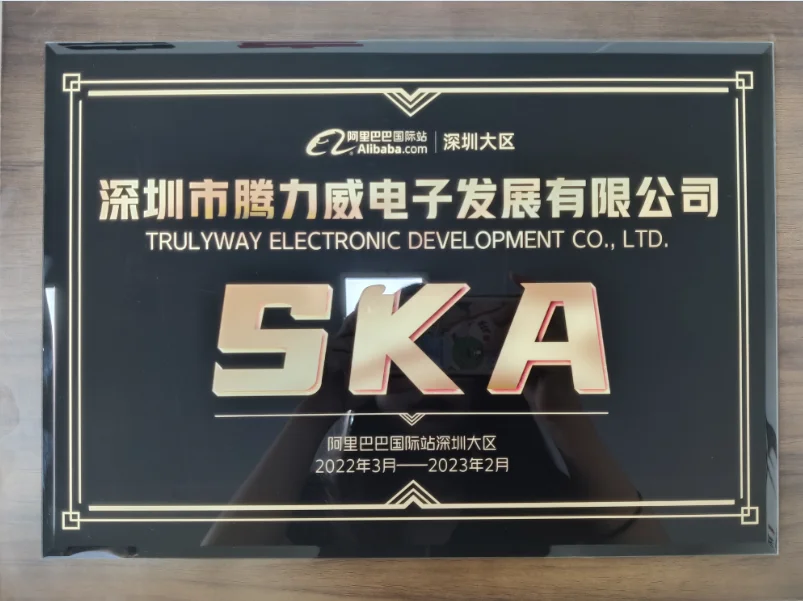 阿里巴巴国际站 Alibaba.com | 深圳大区
深圳市腾力威电子发展有限公司
TRULYWAY ELECTRONIC DEVELOPMENT CO., LTD.
SKA
阿里巴巴国际站深圳大区
2022年3月——2023年2月